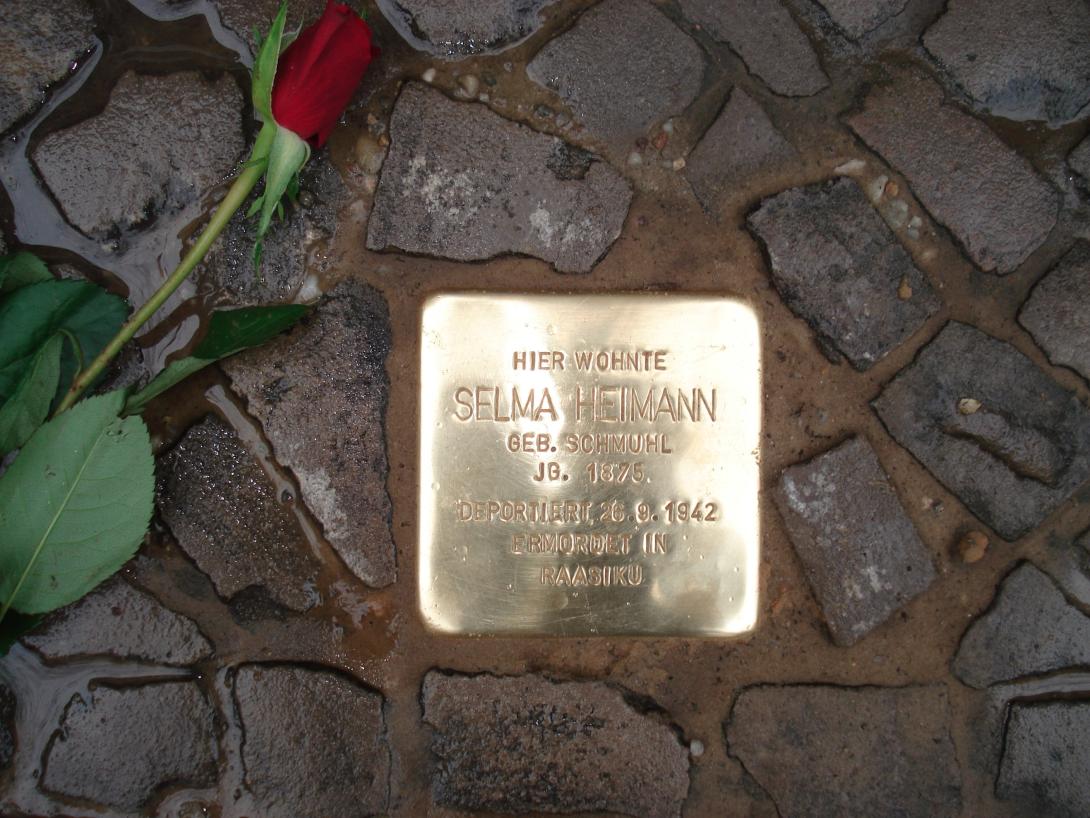 HIER WOHNTE
SELMA HEIMANN
GEB. SCHMUHL
JG. 1875
DEPORTIERT 26.9.1942
ERMORDET IN
RAASIKU